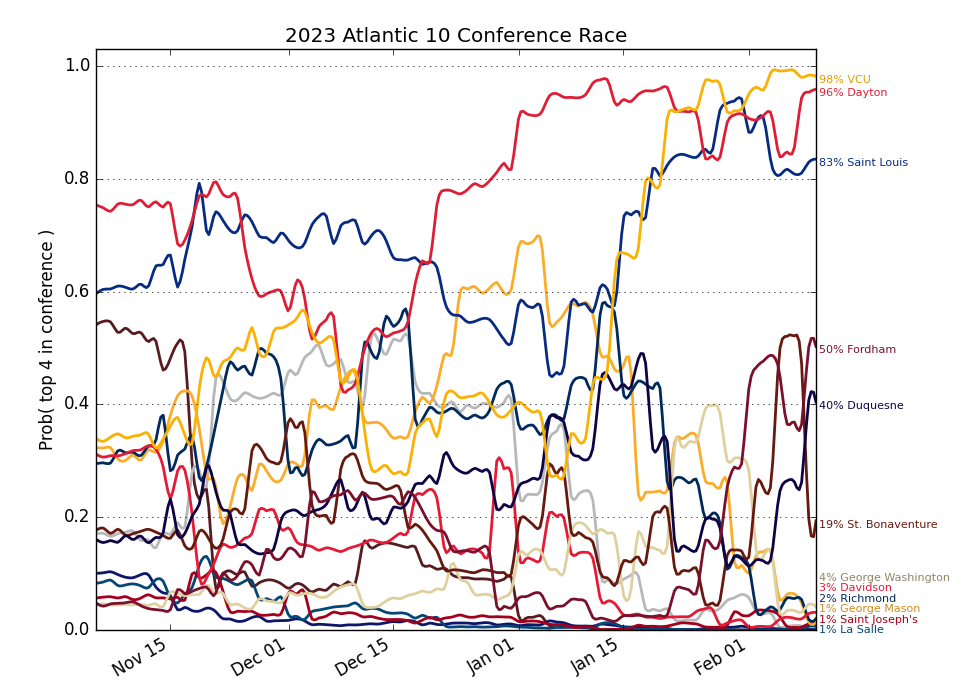 2023 Atlantic 10 Conference Race
Prob( top 4 in conference )
1.0
0.8
0.6
0.4
0.2
0.0
Nov 15
Dec 01
Dec 15
Jan 01
Jan 15
Feb 01
98% VCU
96% Dayton
83% Saint Louis
50% Fordham
40% Duquesne
19% St. Bonaventure
4% George Washington
3% Davidson
2% Richmond
1% George Mason
1% Saint Joseph's
1% La Salle